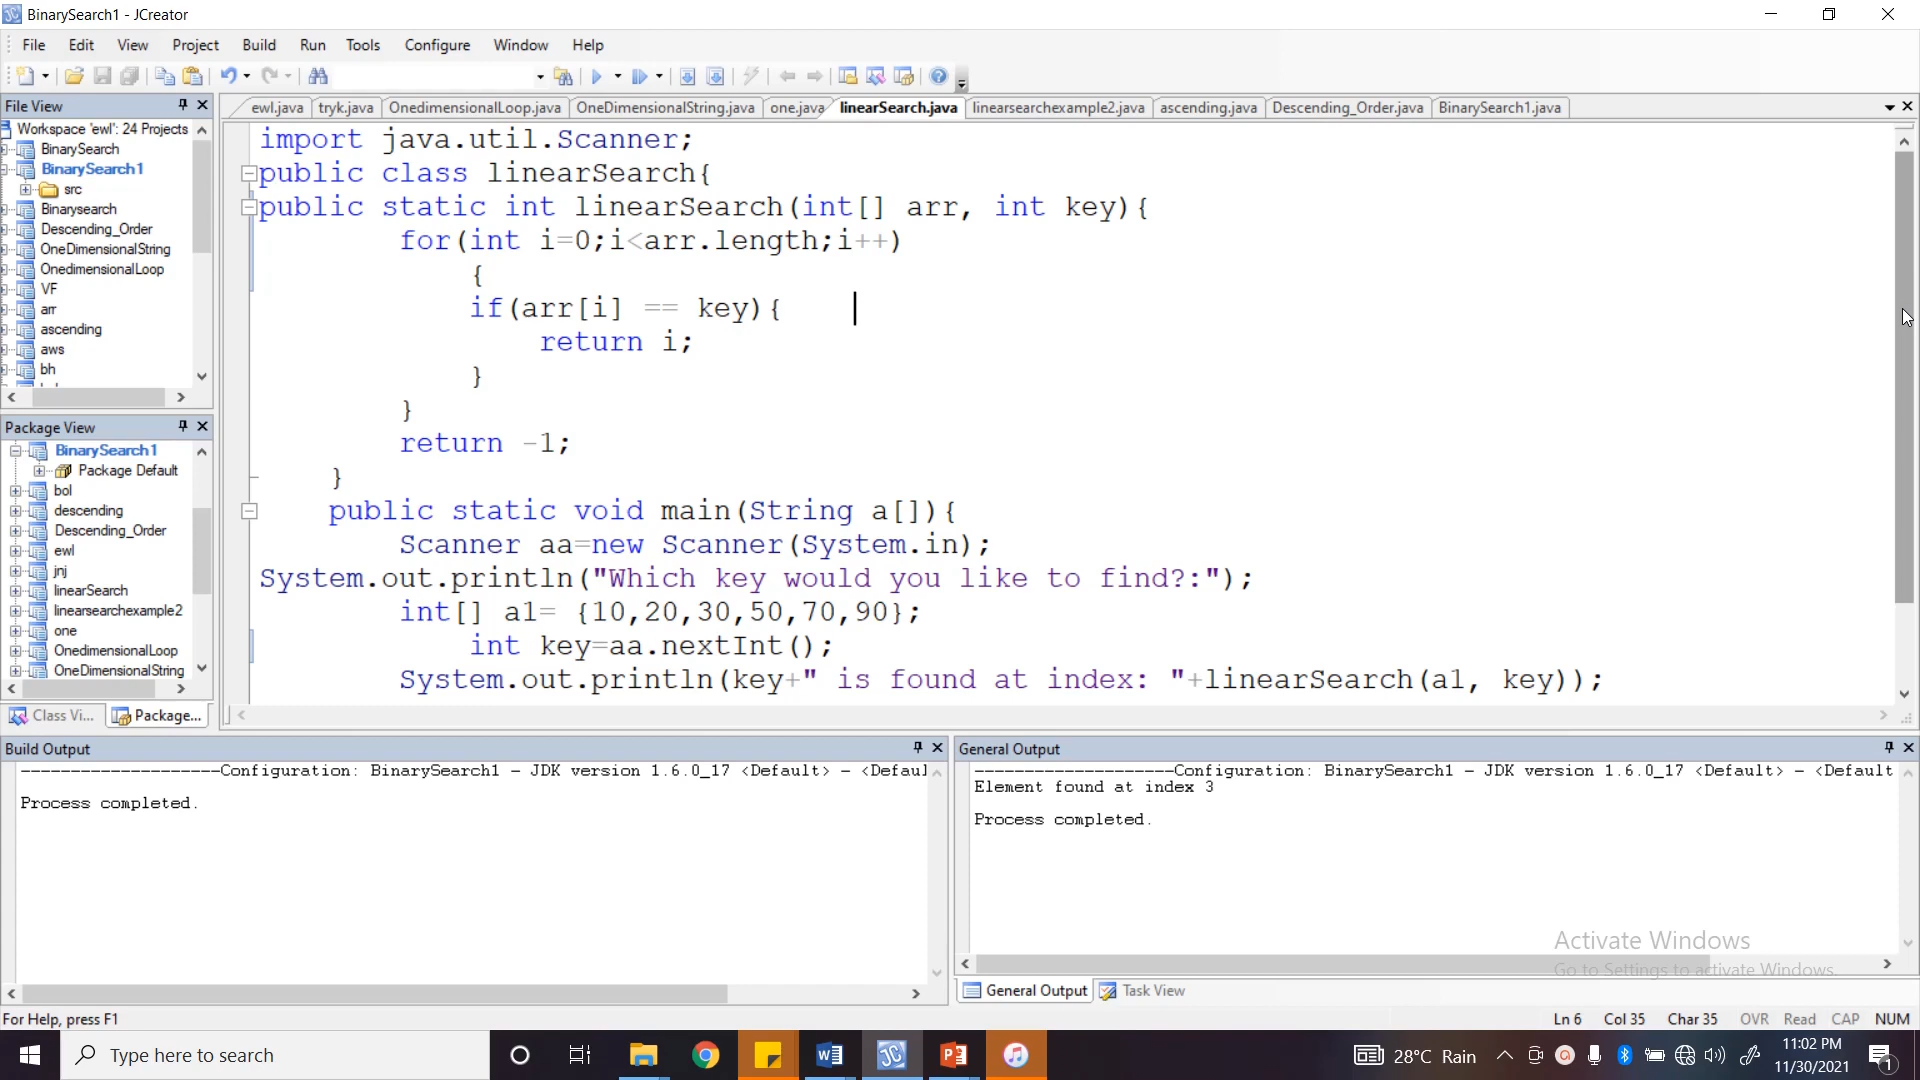 BinarySearch1 - JCreator
File Edit View Project Build Run Tools Configure Window Help
File View
Workspace 'ewl': 24 Projects
BinarySearch
BinarySearch1
src
Binarysearch
Descending_Order
OneDimensionalString
OnedimensionalLoop
VF
arr
ascending
aws
bh
Package View
BinarySearch1
Package Default
bol
descending
Descending_Order
ewl
jnj
linearSearch
linearsearchexample2
one
OnedimensionalLoop
OneDimensionalString
Class Vi... Package...
ewl.java tryk.java OnedimensionalLoop.java OneDimensionalString.java one.java linearSearch.java linearsearchexample2.java ascending.java Descending_Order.java BinarySearch1.java
import java.util.Scanner;
public class linearSearch{
public static int linearSearch(int[] arr, int key){
for(int i=0;i<arr.length;i++)
{
if(arr[i] == key){
return i;
}
}
return -1;
}
public static void main(String a[]){
Scanner aa=new Scanner(System.in);
System.out.println("Which key would you like to find?:");
int[] a1= {10,20,30,50,70,90};
int key=aa.nextInt();
System.out.println(key+" is found at index: "+linearSearch(a1, key));
Build Output
--------------------Configuration: BinarySearch1 - JDK version 1.6.0_17 <Default> - <Defaul
Process completed.
General Output
--------------------Configuration: BinarySearch1 - JDK version 1.6.0_17 <Default> - <Default
Element found at index 3
Process completed.
Activate Windows
Go to Settings to activate Windows.
General Output Task View
For Help, press F1
Ln 6 Col 35 Char 35 OVR Read CAP NUM
Type here to search
28°C Rain
11:02 PM
11/30/2021
1